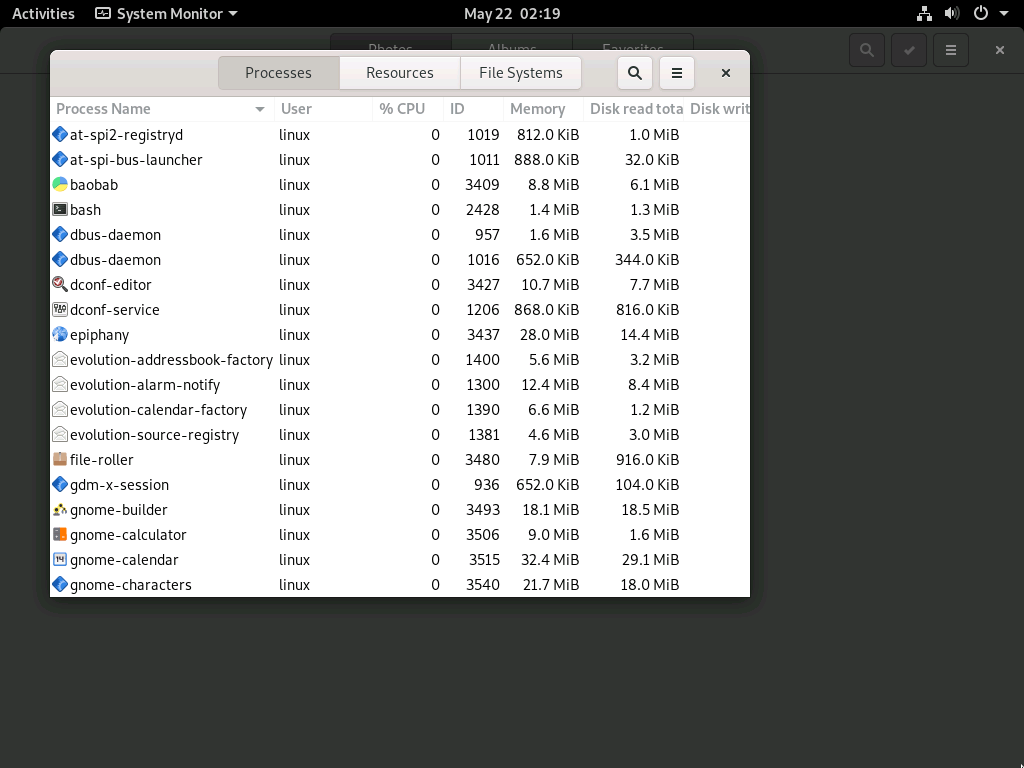 Activities System Monitor May 22 02:19
Photos Albums Favorites
Processes Resources File Systems
Process Name User % CPU ID Memory Disk read tota Disk writ
at-spi2-registryd linux 0 1019 812.0 KiB 1.0 MiB
at-spi-bus-launcher linux 0 1011 888.0 KiB 32.0 KiB
baobab linux 0 3409 8.8 MiB 6.1 MiB
bash linux 0 2428 1.4 MiB 1.3 MiB
dbus-daemon linux 0 957 1.6 MiB 3.5 MiB
dbus-daemon linux 0 1016 652.0 KiB 344.0 KiB
dconf-editor linux 0 3427 10.7 MiB 7.7 MiB
dconf-service linux 0 1206 868.0 KiB 816.0 KiB
epiphany linux 0 3437 28.0 MiB 14.4 MiB
evolution-addressbook-factory linux 0 1400 5.6 MiB 3.2 MiB
evolution-alarm-notify linux 0 1300 12.4 MiB 8.4 MiB
evolution-calendar-factory linux 0 1390 6.6 MiB 1.2 MiB
evolution-source-registry linux 0 1381 4.6 MiB 3.0 MiB
file-roller linux 0 3480 7.9 MiB 916.0 KiB
gdm-x-session linux 0 936 652.0 KiB 104.0 KiB
gnome-builder linux 0 3493 18.1 MiB 18.5 MiB
gnome-calculator linux 0 3506 9.0 MiB 1.6 MiB
gnome-calendar linux 0 3515 32.4 MiB 29.1 MiB
gnome-characters linux 0 3540 21.7 MiB 18.0 MiB